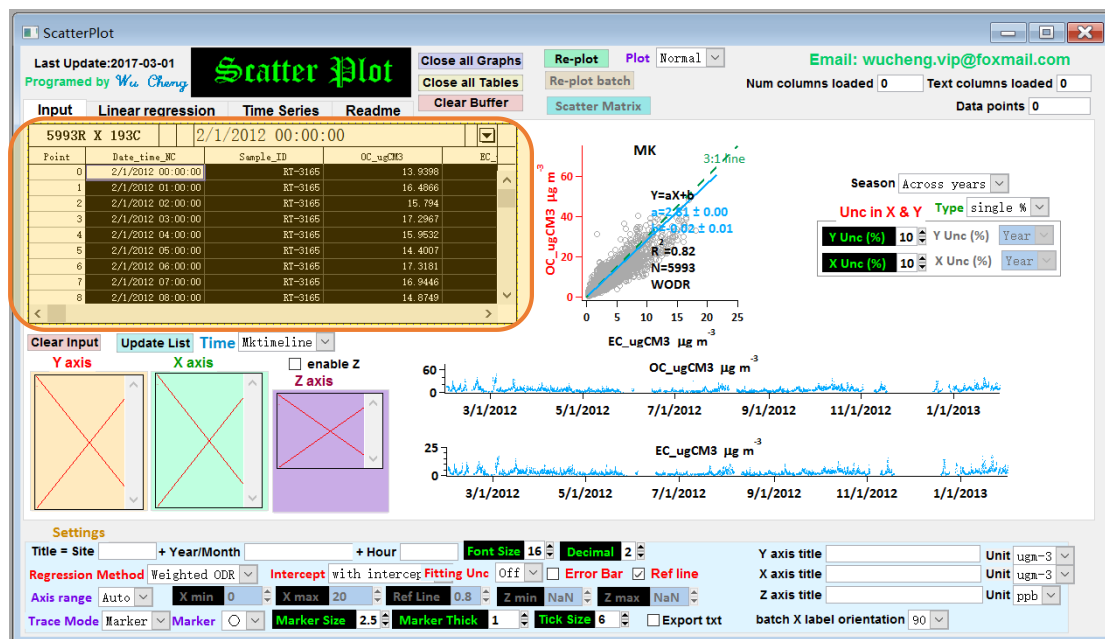 ScatterPlot
Last Update:2017-03-01
Programed by Wu Cheng
Scatter Plot
Close all Graphs
Close all Tables
Clear Buffer
Re-plot
Plot Normal
Re-plot batch
Scatter Matrix
Email: wucheng.vip@foxmail.com
Num columns loaded 0 Text columns loaded 0
Data points 0
Input Linear regression Time Series Readme
5993R X 193C 2/1/2012 00:00:00
Point Date_time_NC Sample_ID OC_ugCM3 EC_
0 2/1/2012 00:00:00 RT-3165 13.9398
1 2/1/2012 01:00:00 RT-3165 16.4866
2 2/1/2012 02:00:00 RT-3165 15.794
3 2/1/2012 03:00:00 RT-3165 17.2967
4 2/1/2012 04:00:00 RT-3165 15.9532
5 2/1/2012 05:00:00 RT-3165 14.4007
6 2/1/2012 06:00:00 RT-3165 17.3181
7 2/1/2012 07:00:00 RT-3165 16.9446
8 2/1/2012 08:00:00 RT-3165 14.8749
MK
3:1 line
Y=aX+b
a=2.81 ± 0.00
b=-0.02 ± 0.01
R2=0.82
N=5993
WODR
OC_ugCM3 μg m-3
60
40
20
0
0 5 10 15 20 25
EC_ugCM3 μg m-3
Season Across years
Unc in X & Y Type single %
Y Unc (%) 10 Y Unc (%) Year
X Unc (%) 10 X Unc (%) Year
Clear Input Update List Time Mktimeline
Y axis X axis enable Z
Z axis
OC_ugCM3 μg m-3
60
0
3/1/2012 5/1/2012 7/1/2012 9/1/2012 11/1/2012 1/1/2013
EC_ugCM3 μg m-3
25
0
3/1/2012 5/1/2012 7/1/2012 9/1/2012 11/1/2012 1/1/2013
Settings
Title = Site + Year/Month + Hour Font Size 16 Decimal 2 Y axis title Unit ugm-3
Regression Method Weighted ODR Intercept with intercep Fitting Unc Off Error Bar Ref line X axis title Unit ugm-3
Axis range Auto X min 0 X max 20 Ref Line 0.8 Z min NaN Z max NaN Z axis title Unit ppb
Trace Mode Marker Marker Marker Size 2.5 Marker Thick 1 Tick Size 6 Export txt batch X label orientation 90